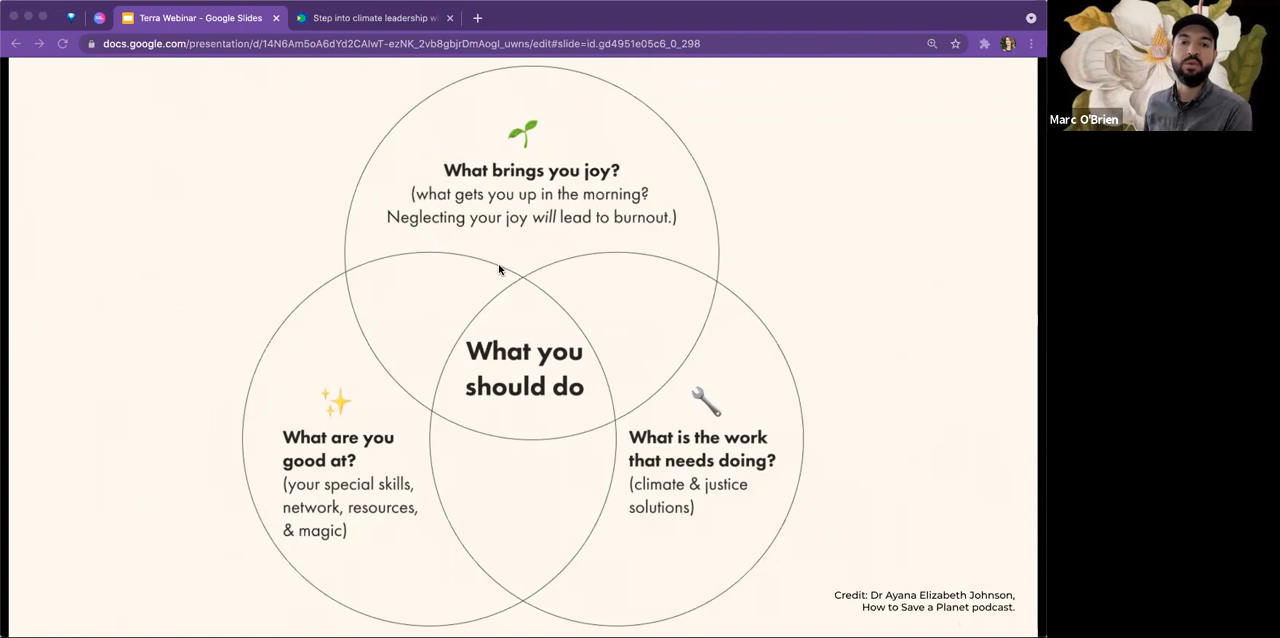 Terra Webinar - Google Slides
Step into climate leadership wi
docs.google.com/presentation/d/14N6Am5oA6dYd2CAlwT-ezNK_2vb8gbjrDmAogI_uwns/edit#slide=id.gd4951e05c6_0_298
Marc O'Brien
What brings you joy?
(what gets you up in the morning?
Neglecting your joy will lead to burnout.)
What you
should do
What are you
good at?
(your special skills,
network, resources,
& magic)
What is the work
that needs doing?
(climate & justice
solutions)
Credit: Dr Ayana Elizabeth Johnson,
How to Save a Planet podcast.